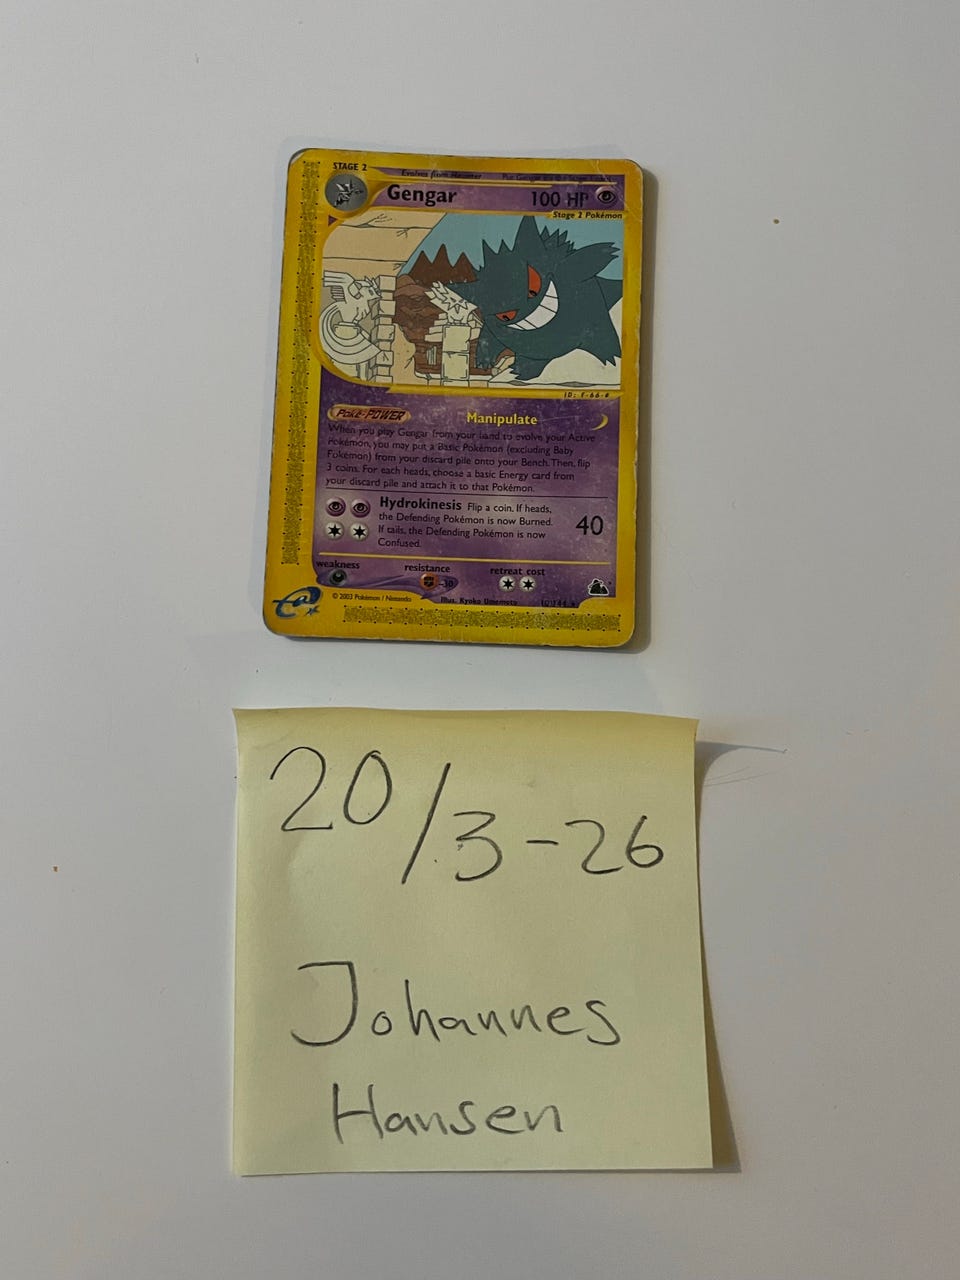 STAGE 2
Evolves from Haunter
Gengar 100 HP
Stage 2 Pokémon
ID: F-66-#
Poké-POWER Manipulate
When you play Gengar from your hand to evolve your Active
Pokémon, you may put a Basic Pokémon (excluding Baby
Pokémon) from your discard pile onto your Bench. Then, flip
3 coins. For each heads, choose a basic Energy card from
your discard pile and attach it to that Pokémon.
Hydrokinesis Flip a coin. If heads,
the Defending Pokémon is now Burned.
If tails, the Defending Pokémon is now
Confused.
40
weakness resistance retreat cost
-30
e
© 2003 Pokémon / Nintendo Illus. Kyoko Umemoto
20/3-26
Johannes
Hansen